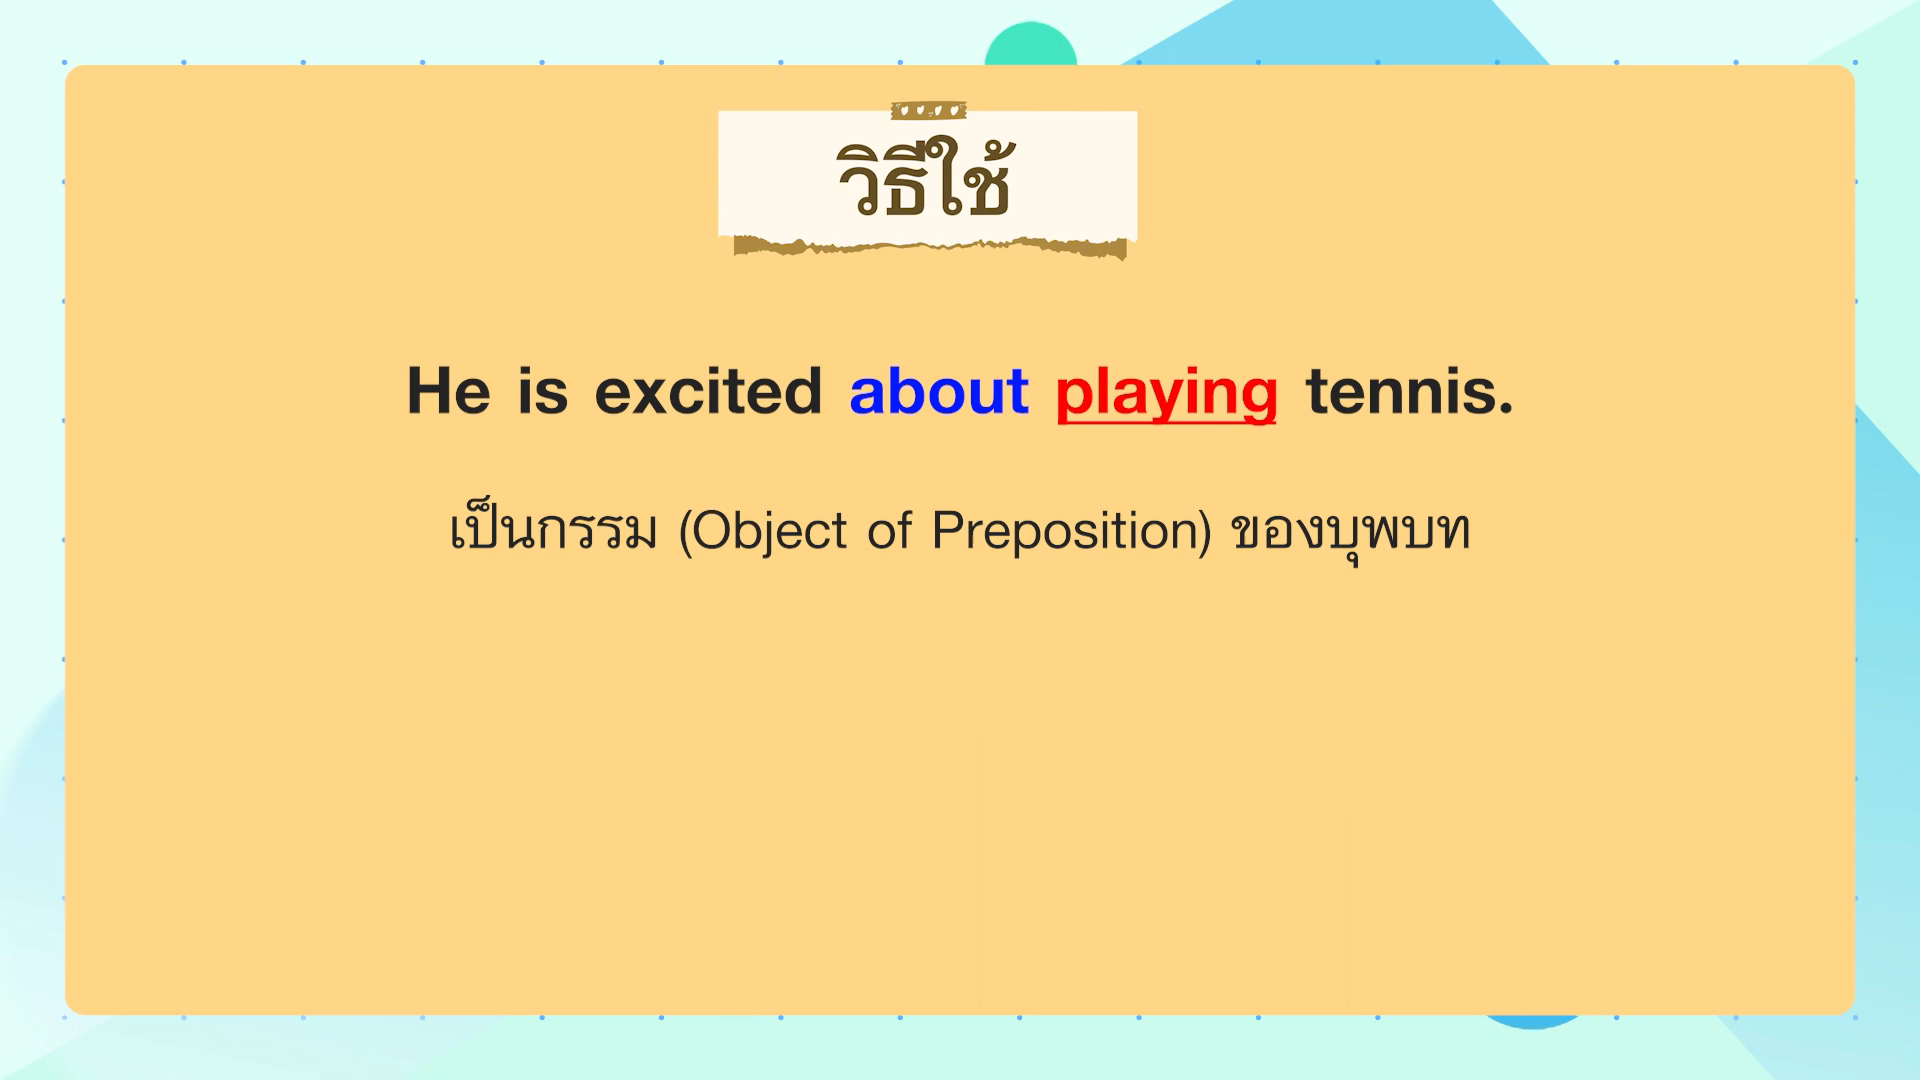 วิธีใช้
He is excited about playing tennis.
เป็นกรรม (Object of Preposition) ของบุพบท